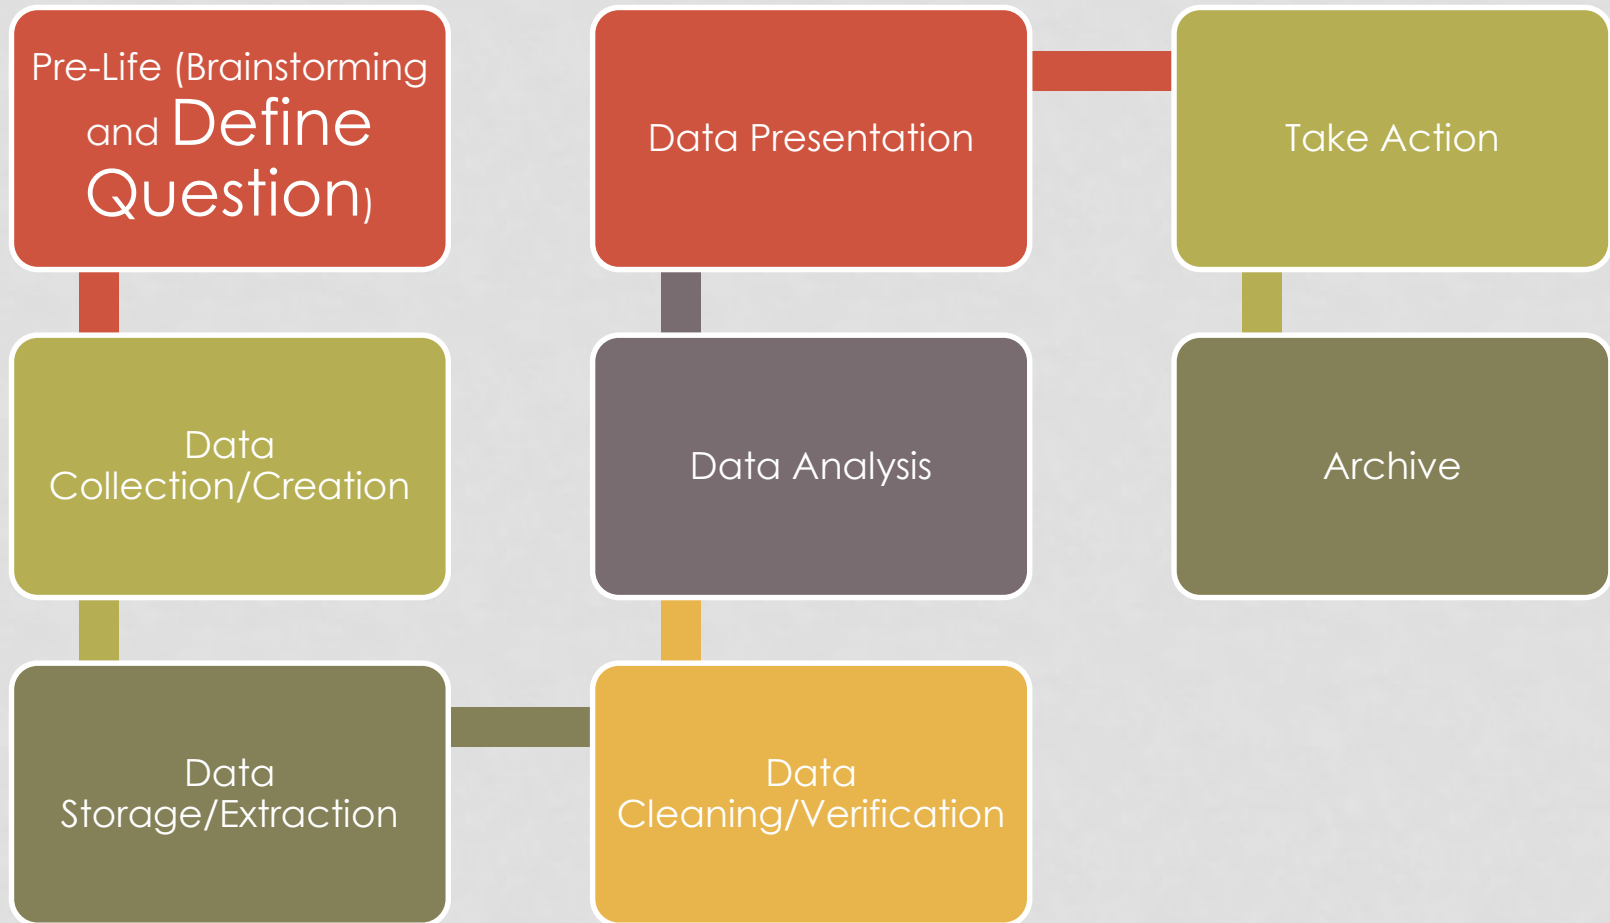 Pre-Life (Brainstorming
and Define
Question)
Data
Collection/Creation
Data
Storage/Extraction
Data
Cleaning/Verification
Data Analysis
Data Presentation
Take Action
Archive